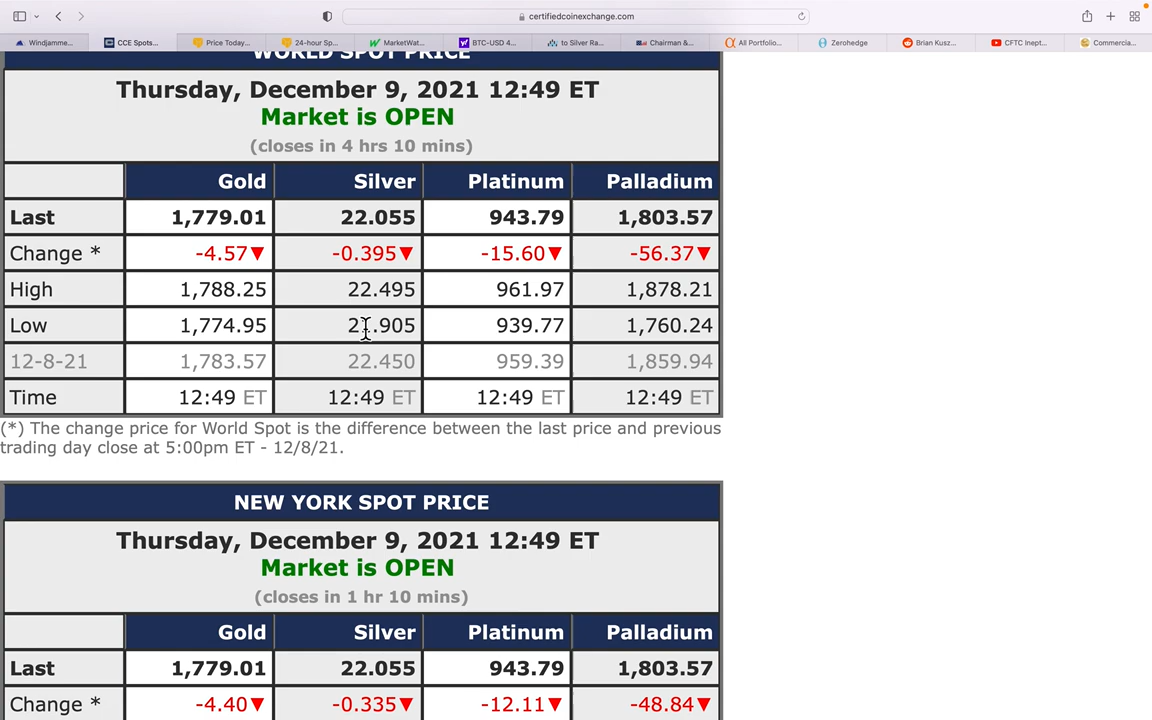 certifiedcoinexchange.com
Windjamme... CCE Spots... Price Today... 24-hour Sp... MarketWat... BTC-USD 4... to Silver Ra... Chairman &... All Portfolio... Zerohedge Brian Kusz... CFTC Inept... Commercia...
WORLD SPOT PRICE
Thursday, December 9, 2021 12:49 ET
Market is OPEN
(closes in 4 hrs 10 mins)
Gold Silver Platinum Palladium
Last 1,779.01 22.055 943.79 1,803.57
Change * -4.57▼ -0.395▼ -15.60▼ -56.37▼
High 1,788.25 22.495 961.97 1,878.21
Low 1,774.95 21.905 939.77 1,760.24
12-8-21 1,783.57 22.450 959.39 1,859.94
Time 12:49 ET 12:49 ET 12:49 ET 12:49 ET
(*) The change price for World Spot is the difference between the last price and previous
trading day close at 5:00pm ET - 12/8/21.
NEW YORK SPOT PRICE
Thursday, December 9, 2021 12:49 ET
Market is OPEN
(closes in 1 hr 10 mins)
Gold Silver Platinum Palladium
Last 1,779.01 22.055 943.79 1,803.57
Change * -4.40▼ -0.335▼ -12.11▼ -48.84▼